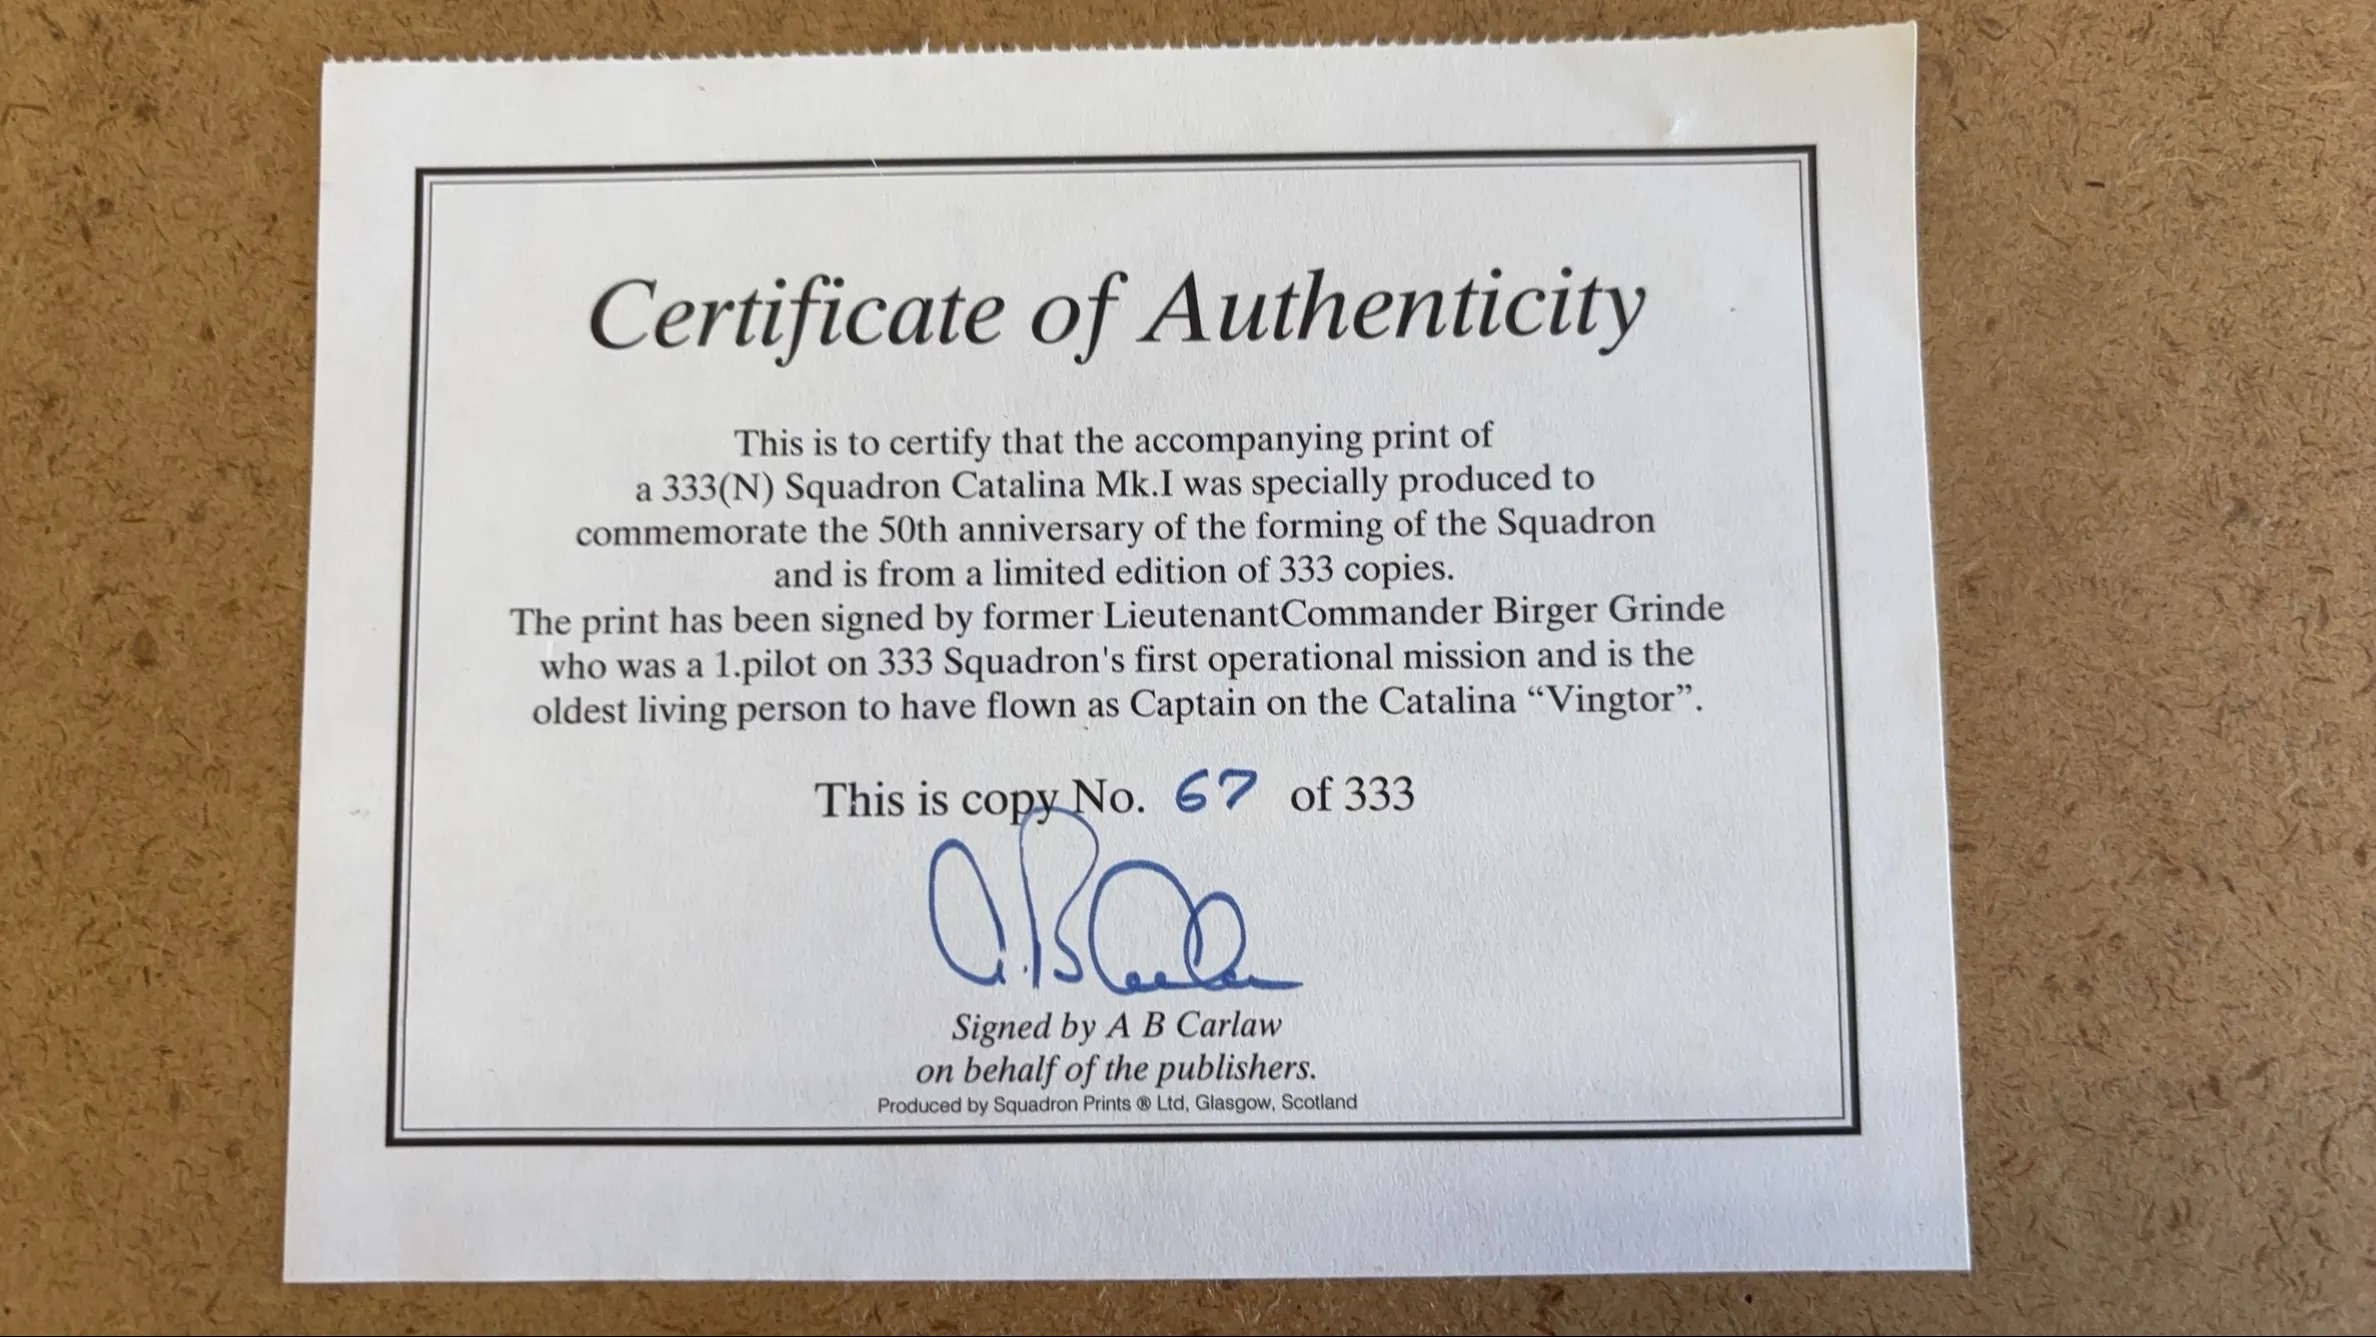 Certificate of Authenticity
This is to certify that the accompanying print of
a 333(N) Squadron Catalina Mk.I was specially produced to
commemorate the 50th anniversary of the forming of the Squadron
and is from a limited edition of 333 copies.
The print has been signed by former LieutenantCommander Birger Grinde
who was a 1.pilot on 333 Squadron's first operational mission and is the
oldest living person to have flown as Captain on the Catalina “Vingtor”.
This is copy No. 67 of 333
Signed by A B Carlaw
on behalf of the publishers.
Produced by Squadron Prints ® Ltd, Glasgow, Scotland